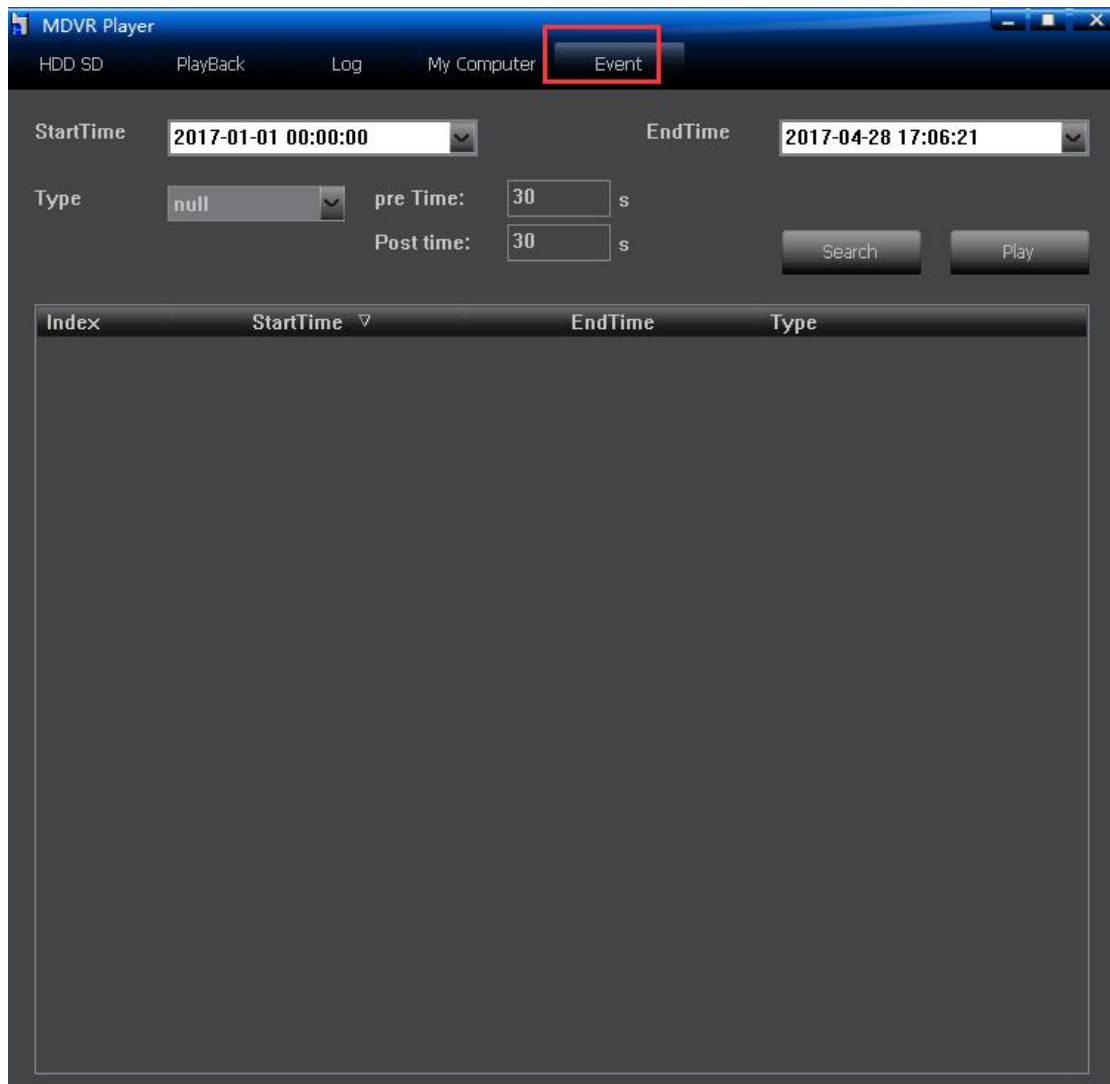 MDVR Player
HDD SD PlayBack Log My Computer Event
StartTime 2017-01-01 00:00:00 EndTime 2017-04-28 17:06:21
Type null pre Time: 30 s
Post time: 30 s Search Play
Index StartTime EndTime Type